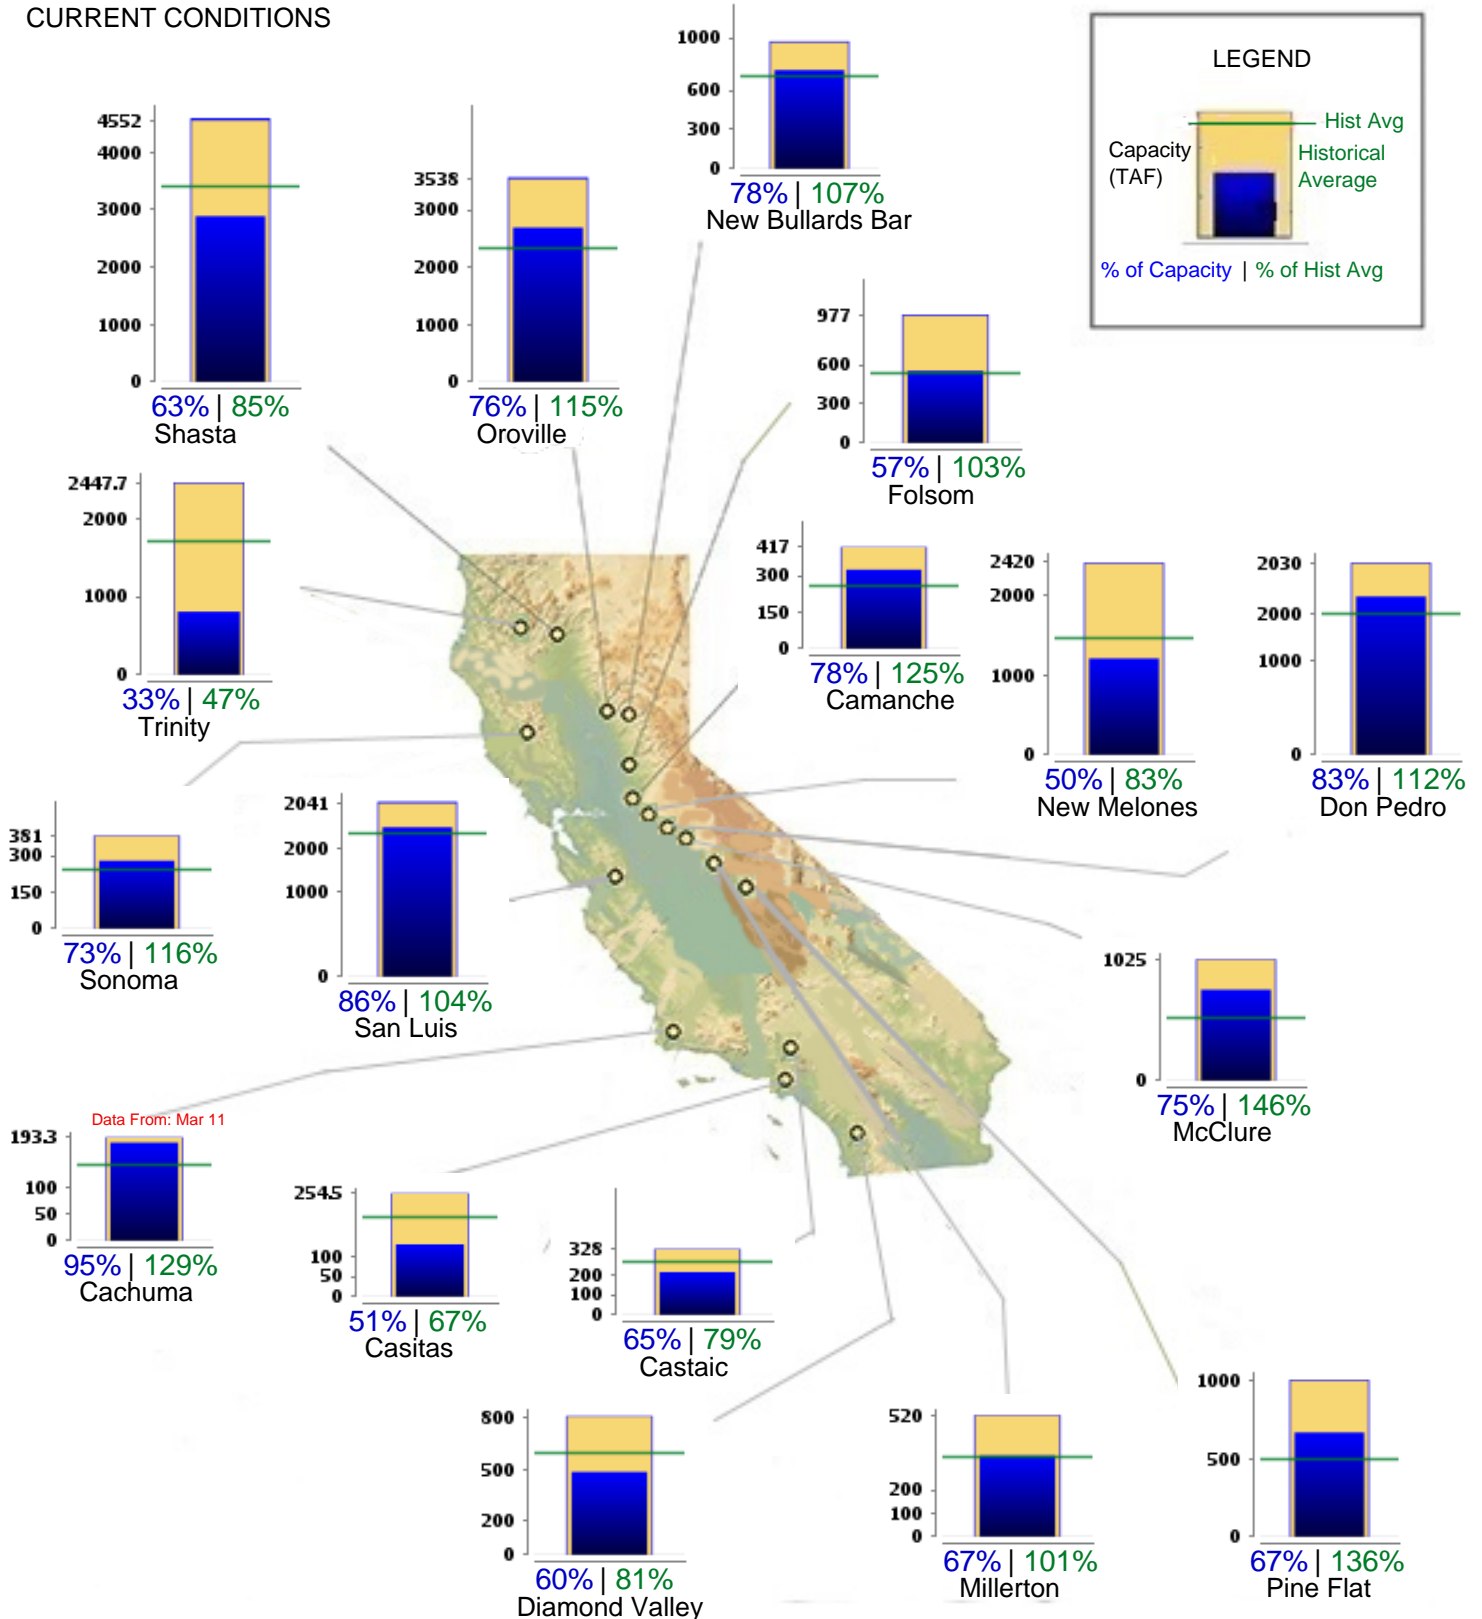 CURRENT CONDITIONS
LEGEND
Hist Avg
Capacity
(TAF)
Historical
Average
% of Capacity | % of Hist Avg
1000
600
300
0
78% | 107%
New Bullards Bar
4552
4000
3000
2000
1000
0
63% | 85%
Shasta
3538
3000
2000
1000
0
76% | 115%
Oroville
977
600
300
0
57% | 103%
Folsom
2447.7
2000
1000
0
33% | 47%
Trinity
417
300
150
0
78% | 125%
Camanche
2420
2000
1000
0
50% | 83%
New Melones
2030
2000
1000
0
83% | 112%
Don Pedro
381
300
150
0
73% | 116%
Sonoma
2041
2000
1000
0
86% | 104%
San Luis
1025
0
75% | 146%
McClure
Data From: Mar 11
193.3
100
50
0
95% | 129%
Cachuma
254.5
100
50
0
51% | 67%
Casitas
328
200
100
0
65% | 79%
Castaic
800
500
200
0
60% | 81%
Diamond Valley
520
200
100
0
67% | 101%
Millerton
1000
500
0
67% | 136%
Pine Flat